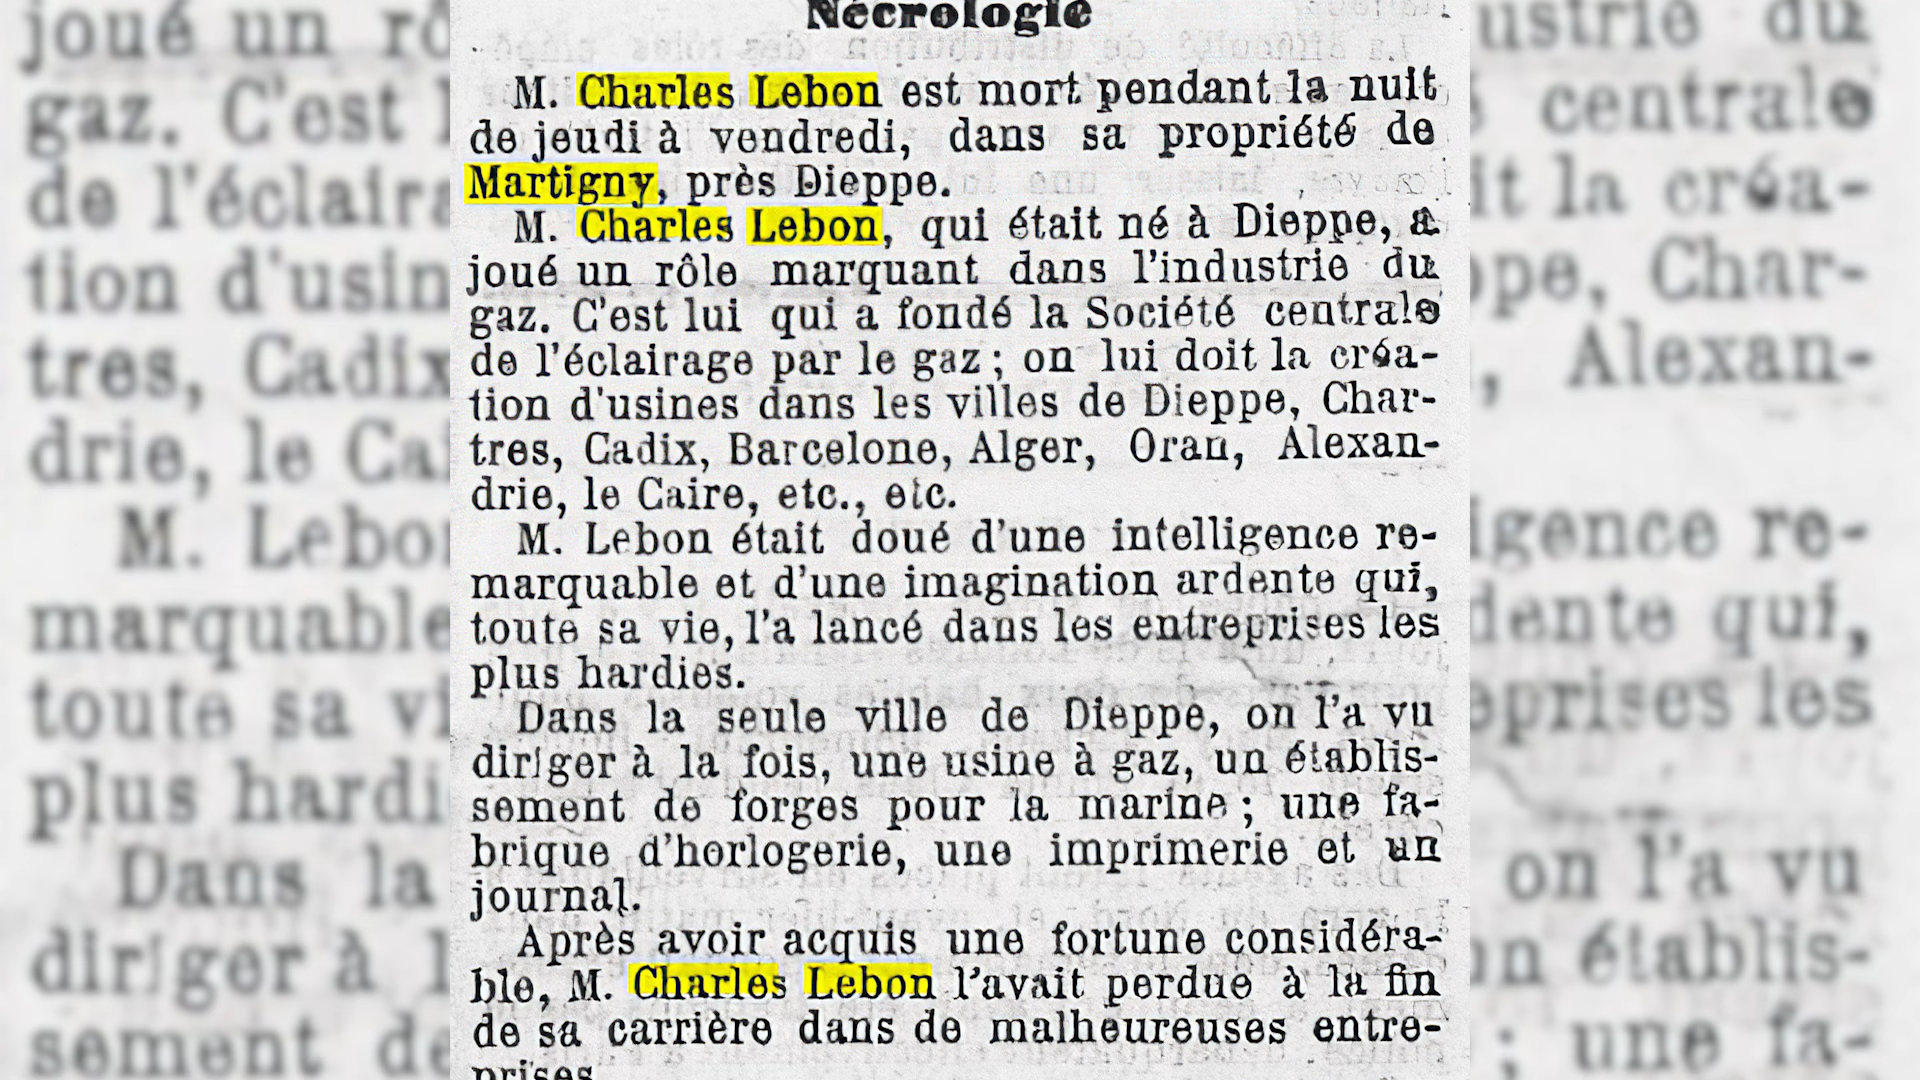 Nécrologie
M. Charles Lebon est mort pendant la nuit
de jeudi à vendredi, dans sa propriété de
Martigny, près Dieppe.
M. Charles Lebon, qui était né à Dieppe, a
joué un rôle marquant dans l'industrie du
gaz. C'est lui qui a fondé la Société centrale
de l'éclairage par le gaz ; on lui doit la créa-
tion d'usines dans les villes de Dieppe, Char-
tres, Cadix, Barcelone, Alger, Oran, Alexan-
drie, le Caire, etc., etc.
M. Lebon était doué d'une intelligence re-
marquable et d'une imagination ardente qui,
toute sa vie, l'a lancé dans les entreprises les
plus hardies.
Dans la seule ville de Dieppe, on l'a vu
diriger à la fois, une usine à gaz, un établis-
sement de forges pour la marine ; une fa-
brique d'horlogerie, une imprimerie et un
journal.
Après avoir acquis une fortune considéra-
ble, M. Charles Lebon l'avait perdue à la fin
de sa carrière dans de malheureuses entre-
prises